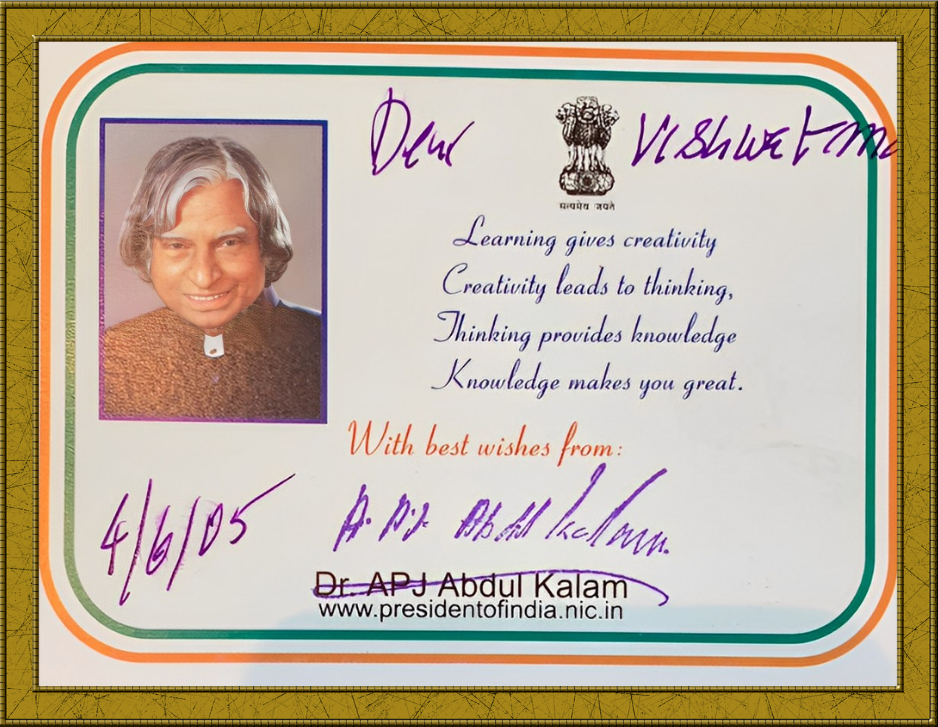 Dear Vishwatma
सत्यमेव जयते
Learning gives creativity
Creativity leads to thinking,
Thinking provides knowledge
Knowledge makes you great.
With best wishes from:
4/6/05
A. P. J. Abdul Kalam
Dr. APJ Abdul Kalam
www.presidentofindia.nic.in